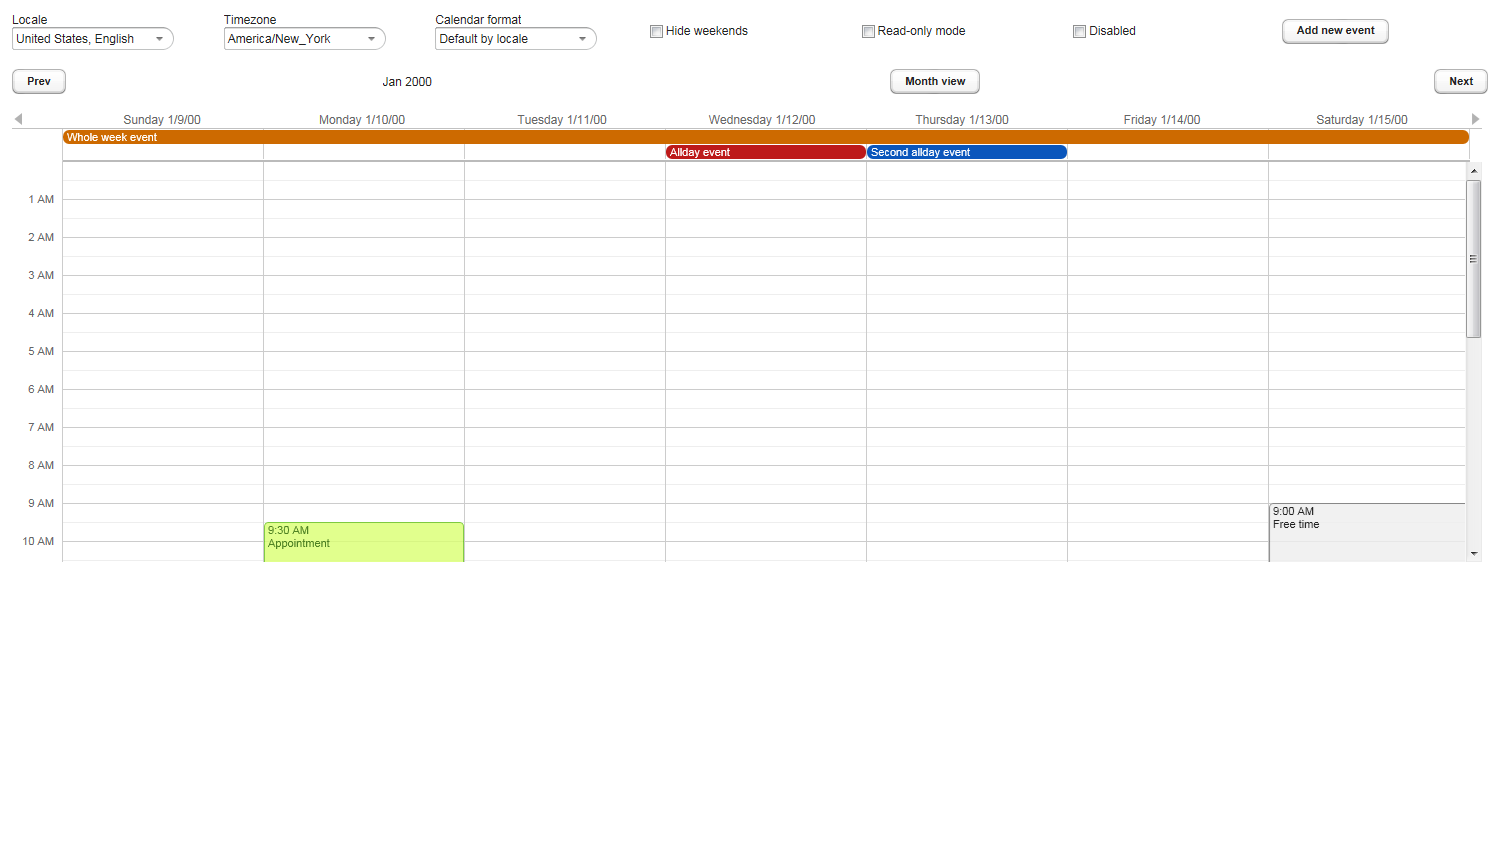 Locale
Timezone
Calendar format
United States, English
America/New_York
Default by locale
Hide weekends
Read-only mode
Disabled
Add new event
Prev
Jan 2000
Month view
Next
Sunday 1/9/00
Monday 1/10/00
Tuesday 1/11/00
Wednesday 1/12/00
Thursday 1/13/00
Friday 1/14/00
Saturday 1/15/00
Whole week event
Allday event
Second allday event
1 AM
2 AM
3 AM
4 AM
5 AM
6 AM
7 AM
8 AM
9 AM
10 AM
9:30 AM
Appointment
9:00 AM
Free time